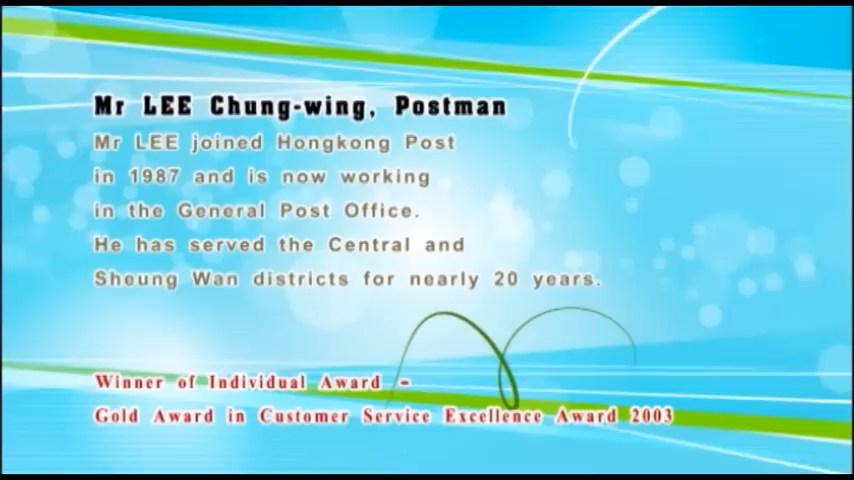 Mr LEE Chung-wing, Postman
Mr LEE joined Hongkong Post
in 1987 and is now working
in the General Post Office.
He has served the Central and
Sheung Wan districts for nearly 20 years.
Winner of Individual Award –
Gold Award in Customer Service Excellence Award 2003